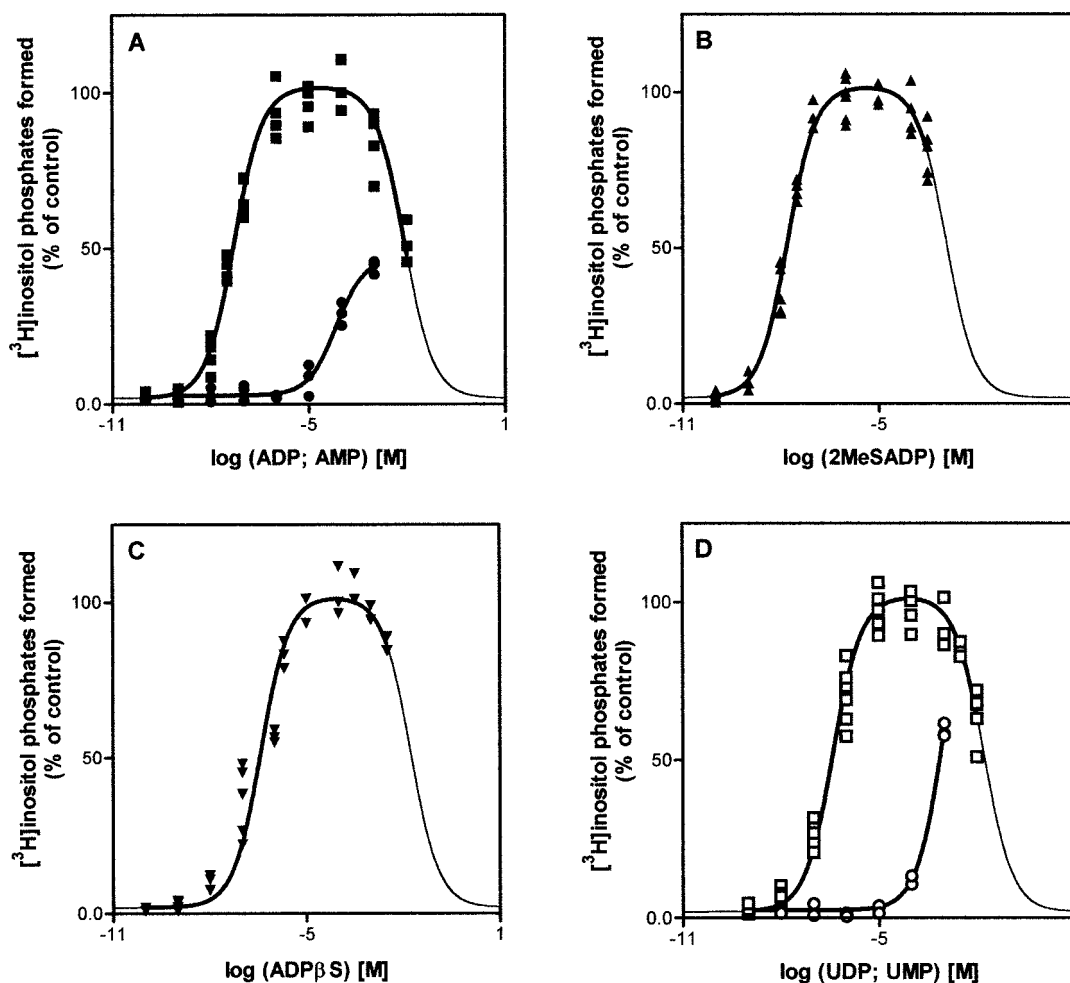 A
[³H]inositol phosphates formed
(% of control)
100
50
0.0
-11
-5
1
log (ADP; AMP) [M]
B
[³H]inositol phosphates formed
(% of control)
100
50
0.0
-11
-5
log (2MeSADP) [M]
C
[³H]inositol phosphates formed
(% of control)
100
50
0.0
-11
-5
1
log (ADPβS) [M]
D
[³H]inositol phosphates formed
(% of control)
100
50
0.0
-11
-5
log (UDP; UMP) [M]